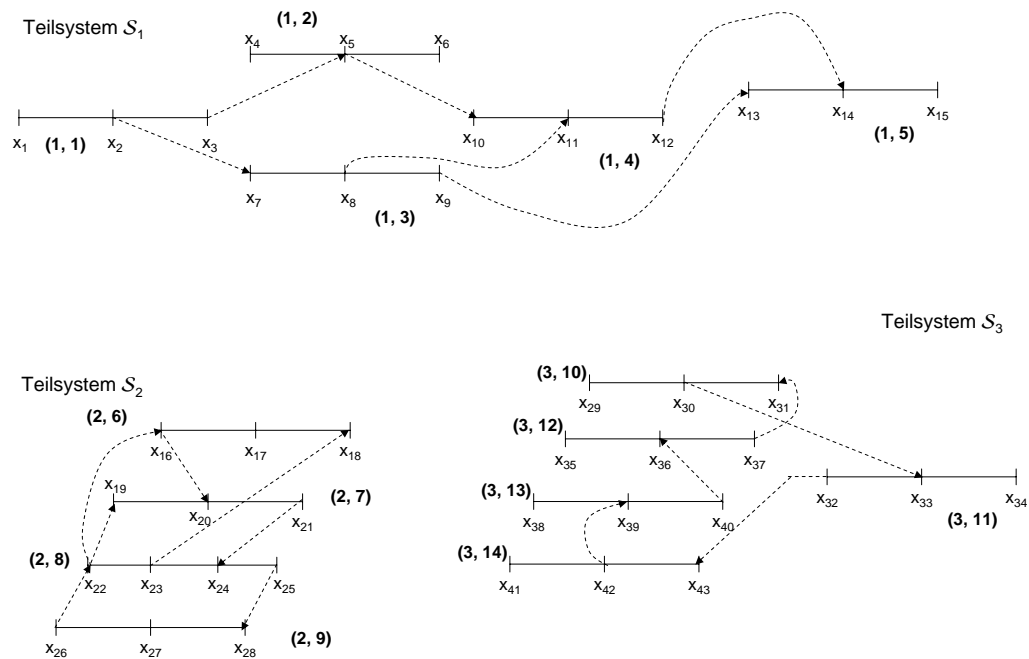 Teilsystem S₁
(1, 2)
x₄ x₅ x₆
x₁ (1, 1) x₂ x₃
x₁₀ x₁₁ x₁₂
(1, 4)
x₁₃ x₁₄ x₁₅
(1, 5)
x₇ x₈ x₉
(1, 3)
Teilsystem S₃
Teilsystem S₂
(2, 6)
x₁₆ x₁₇ x₁₈
x₁₉ x₂₀ x₂₁
(2, 7)
(2, 8)
x₂₂ x₂₃ x₂₄ x₂₅
x₂₆ x₂₇ x₂₈
(2, 9)
(3, 10)
x₂₉ x₃₀ x₃₁
(3, 12)
x₃₅ x₃₆ x₃₇
x₃₂ x₃₃ x₃₄
(3, 11)
(3, 13)
x₃₈ x₃₉ x₄₀
(3, 14)
x₄₁ x₄₂ x₄₃